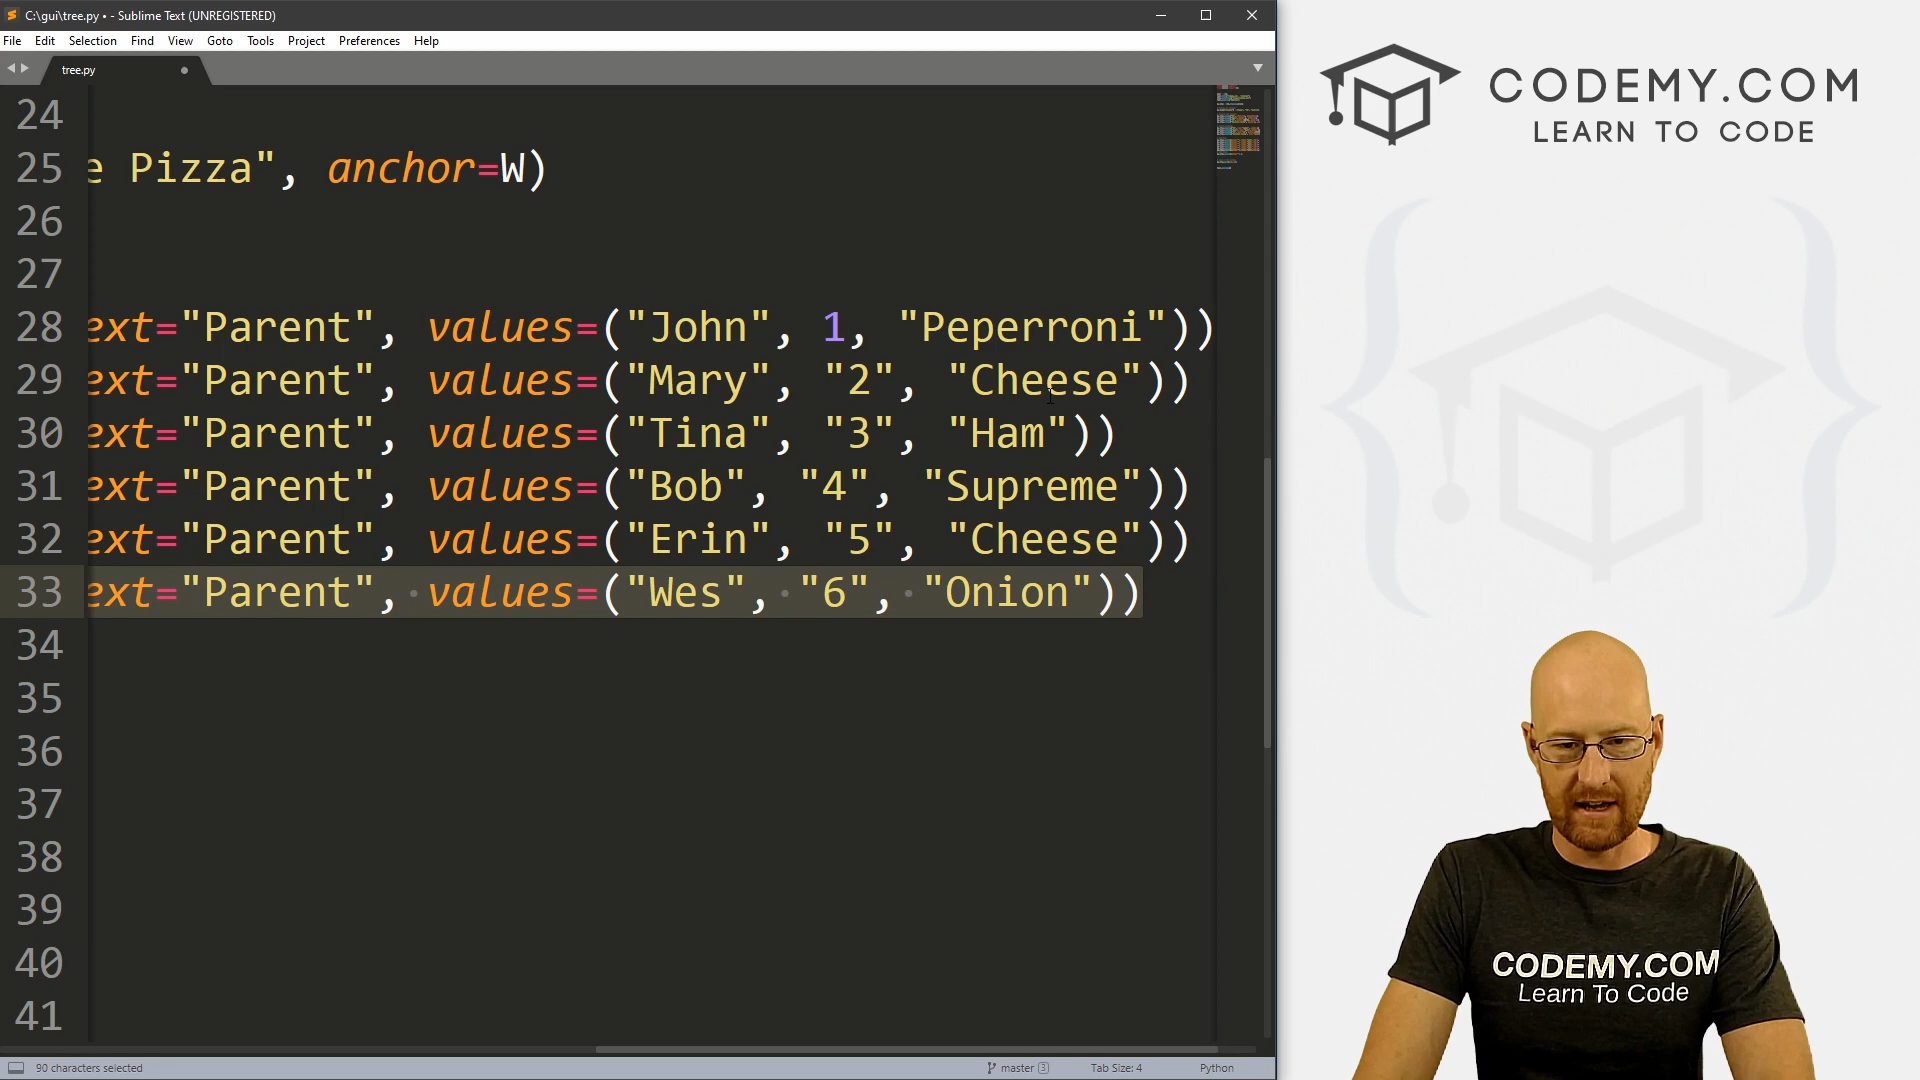 C:\gui\tree.py • - Sublime Text (UNREGISTERED)
File Edit Selection Find View Goto Tools Project Preferences Help
tree.py
24
25 e Pizza", anchor=W)
26
27
28 ext="Parent", values=("John", 1, "Peperroni"))
29 ext="Parent", values=("Mary", "2", "Cheese"))
30 ext="Parent", values=("Tina", "3", "Ham"))
31 ext="Parent", values=("Bob", "4", "Supreme"))
32 ext="Parent", values=("Erin", "5", "Cheese"))
33 ext="Parent", values=("Wes", "6", "Onion"))
34
35
36
37
38
39
40
41
90 characters selected
master 3
Tab Size: 4
Python
CODEMY.COM
LEARN TO CODE
CODEMY.COM
Learn To Code